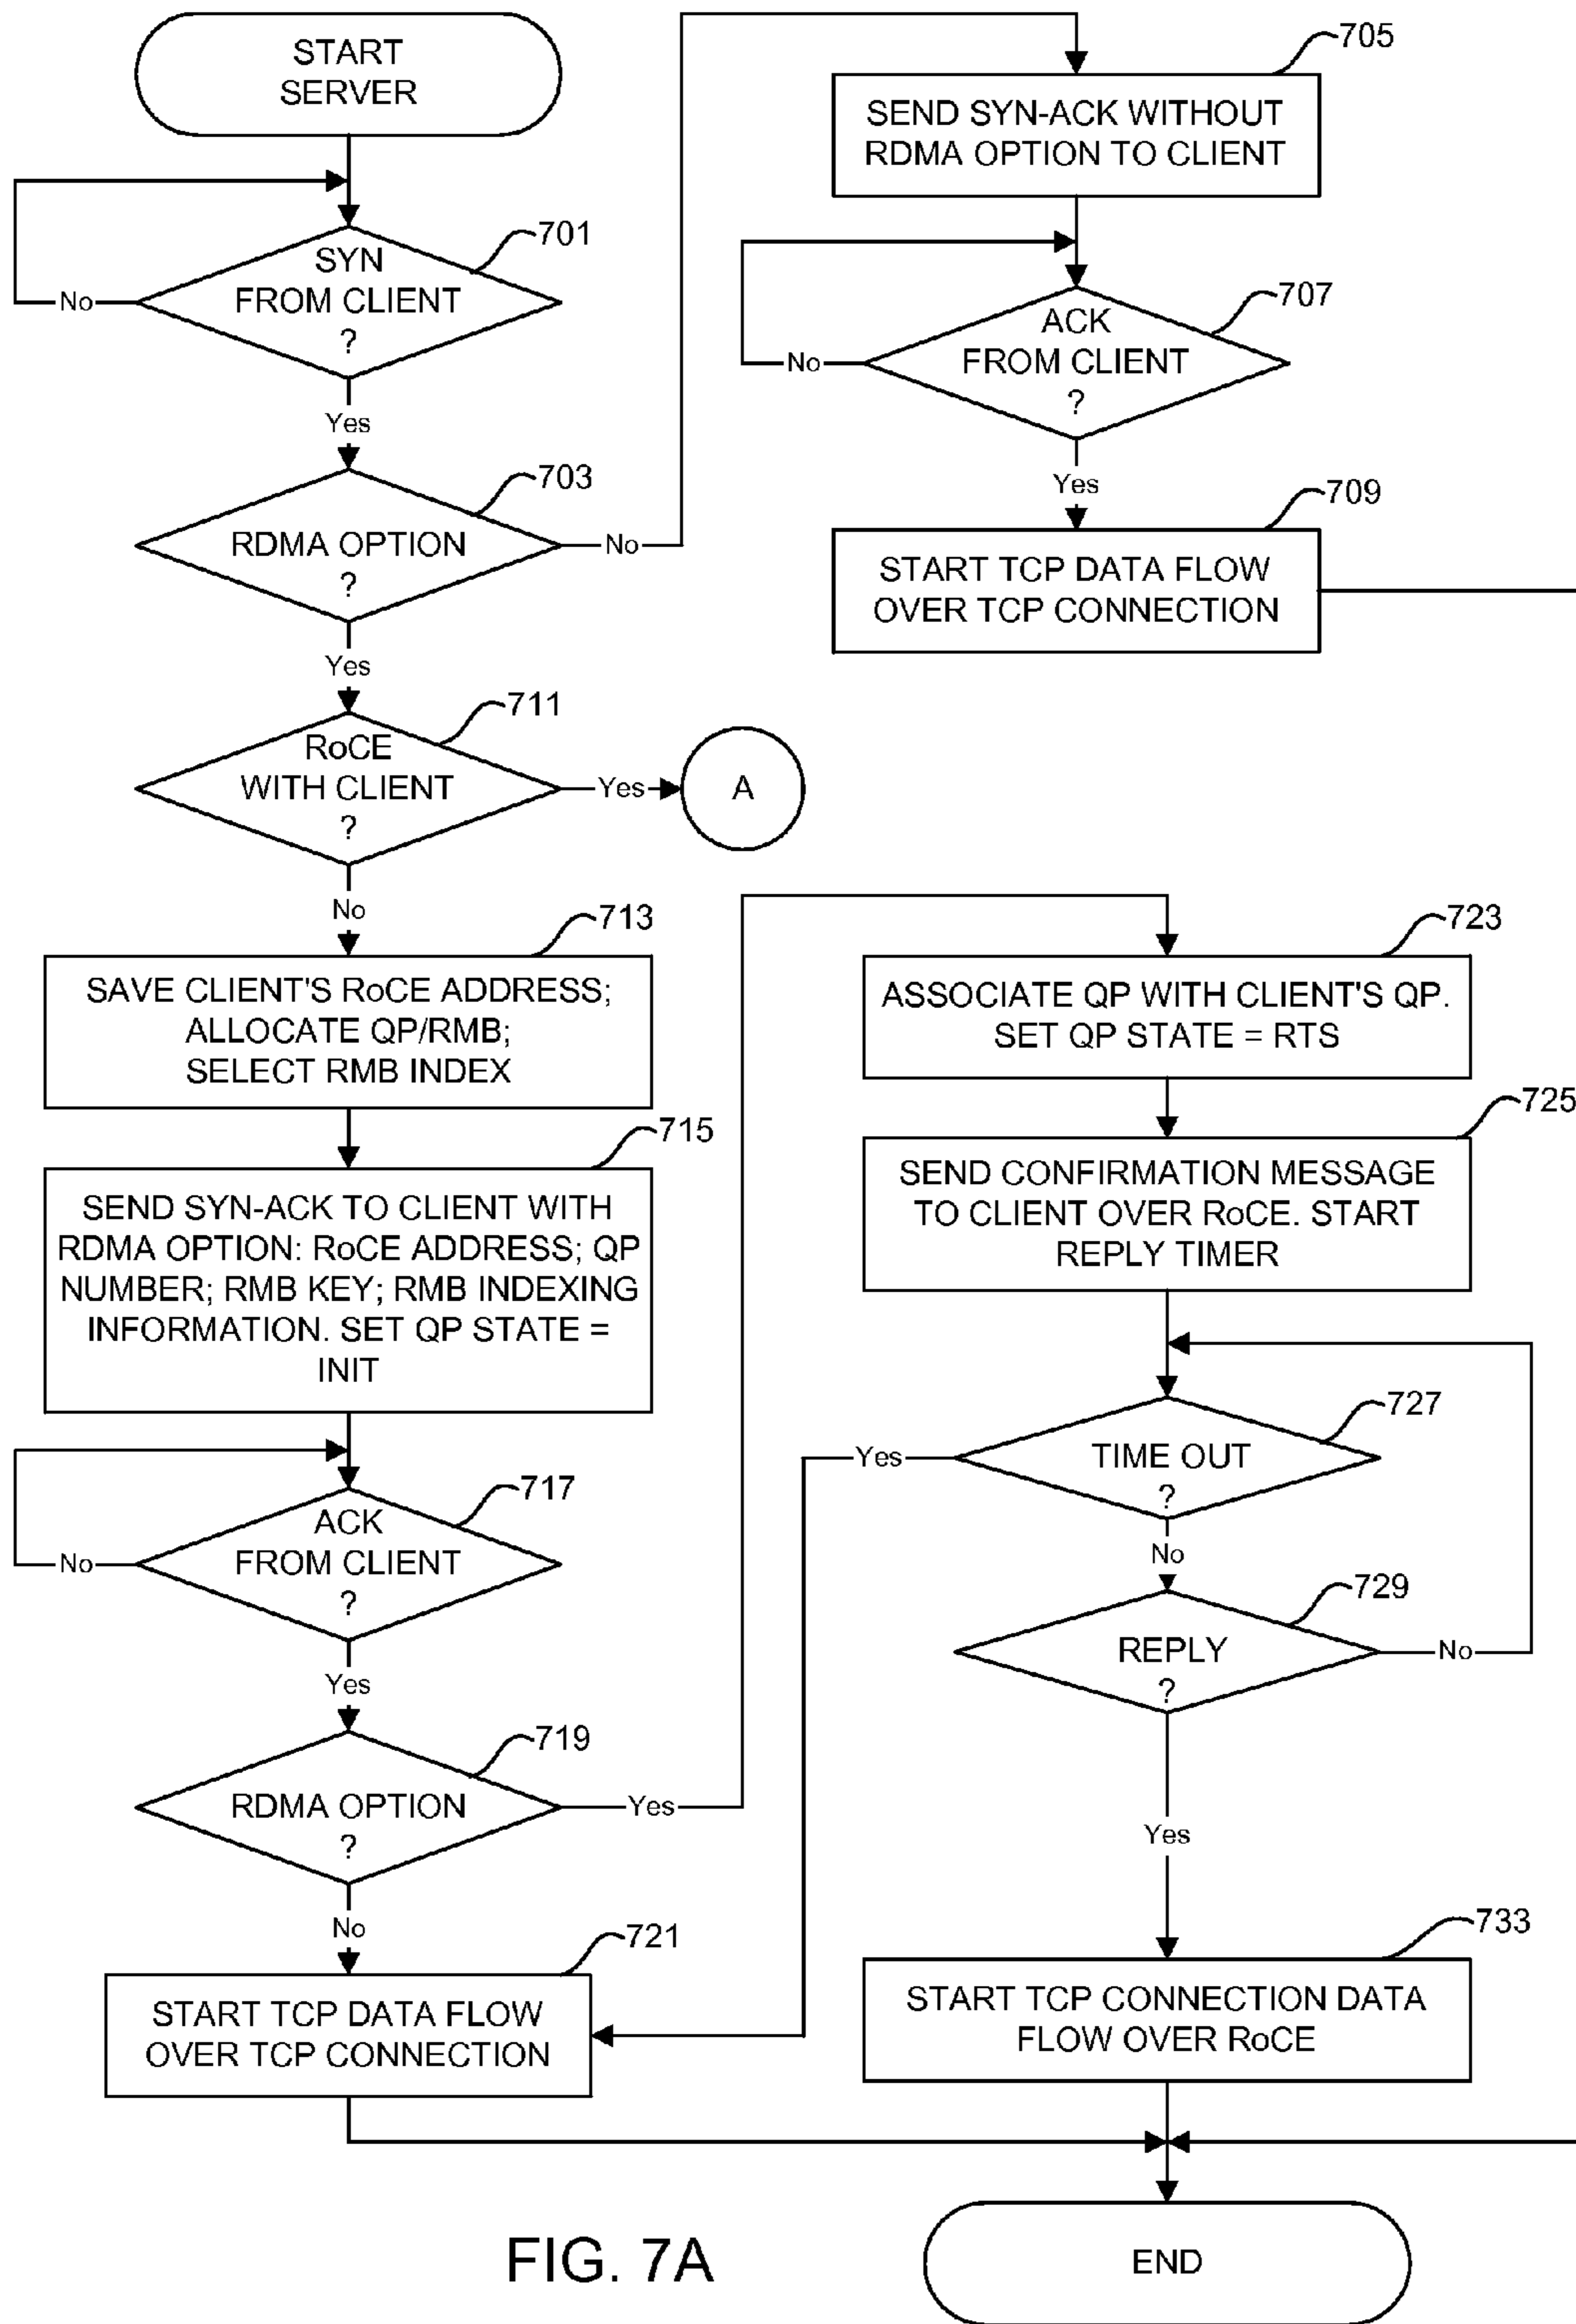 START
SERVER
701
SYN
FROM CLIENT
?
No
Yes
703
RDMA OPTION
?
No
Yes
705
SEND SYN-ACK WITHOUT
RDMA OPTION TO CLIENT
707
ACK
FROM CLIENT
?
No
Yes
709
START TCP DATA FLOW
OVER TCP CONNECTION
711
RoCE
WITH CLIENT
?
Yes
A
No
713
SAVE CLIENT'S RoCE ADDRESS;
ALLOCATE QP/RMB;
SELECT RMB INDEX
715
SEND SYN-ACK TO CLIENT WITH
RDMA OPTION: RoCE ADDRESS; QP
NUMBER; RMB KEY; RMB INDEXING
INFORMATION. SET QP STATE =
INIT
717
ACK
FROM CLIENT
?
No
Yes
719
RDMA OPTION
?
Yes
No
721
START TCP DATA FLOW
OVER TCP CONNECTION
723
ASSOCIATE QP WITH CLIENT'S QP.
SET QP STATE = RTS
725
SEND CONFIRMATION MESSAGE
TO CLIENT OVER RoCE. START
REPLY TIMER
727
TIME OUT
?
Yes
No
729
REPLY
?
No
Yes
733
START TCP CONNECTION DATA
FLOW OVER RoCE
END
FIG. 7A